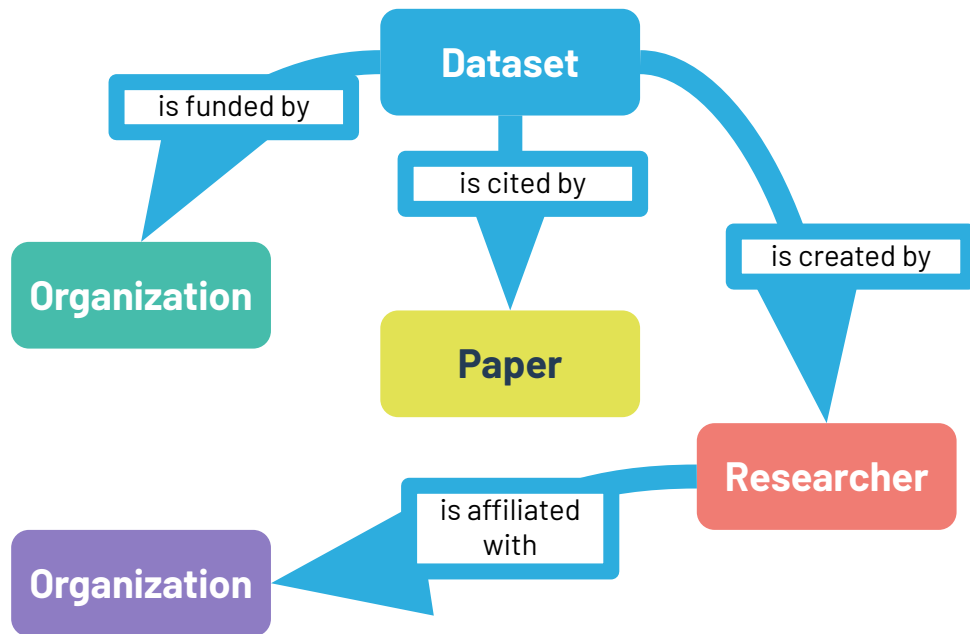 Dataset
is funded by
is cited by
is created by
Organization
Paper
Researcher
is affiliated
with
Organization